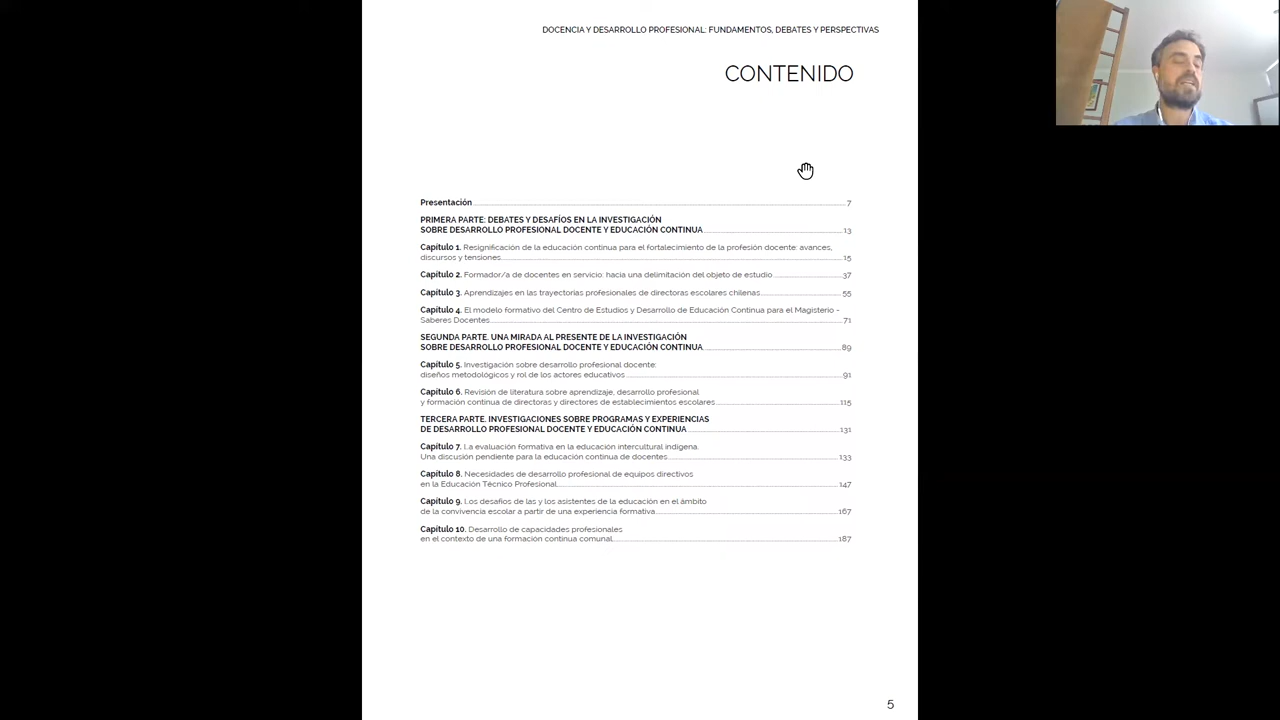 DOCENCIA Y DESARROLLO PROFESIONAL: FUNDAMENTOS, DEBATES Y PERSPECTIVAS
CONTENIDO
Presentación 7
PRIMERA PARTE: DEBATES Y DESAFÍOS EN LA INVESTIGACIÓN
SOBRE DESARROLLO PROFESIONAL DOCENTE Y EDUCACIÓN CONTINUA 13
Capítulo 1. Resignificación de la educación continua para el fortalecimiento de la profesión docente: avances,
discursos y tensiones 15
Capítulo 2. Formador/a de docentes en servicio: hacia una delimitación del objeto de estudio 37
Capítulo 3. Aprendizajes en las trayectorias profesionales de directoras escolares chilenas 55
Capítulo 4. El modelo formativo del Centro de Estudios y Desarrollo de Educación Continua para el Magisterio -
Saberes Docentes 71
SEGUNDA PARTE. UNA MIRADA AL PRESENTE DE LA INVESTIGACIÓN
SOBRE DESARROLLO PROFESIONAL DOCENTE Y EDUCACIÓN CONTINUA 89
Capítulo 5. Investigación sobre desarrollo profesional docente:
diseños metodológicos y rol de los actores educativos 91
Capítulo 6. Revisión de literatura sobre aprendizaje, desarrollo profesional
y formación continua de directoras y directores de establecimientos escolares 115
TERCERA PARTE. INVESTIGACIONES SOBRE PROGRAMAS Y EXPERIENCIAS
DE DESARROLLO PROFESIONAL DOCENTE Y EDUCACIÓN CONTINUA 131
Capítulo 7. La evaluación formativa en la educación intercultural indígena.
Una discusión pendiente para la educación continua de docentes 133
Capítulo 8. Necesidades de desarrollo profesional de equipos directivos
en la Educación Técnico Profesional 147
Capítulo 9. Los desafíos de las y los asistentes de la educación en el ámbito
de la convivencia escolar a partir de una experiencia formativa 167
Capítulo 10. Desarrollo de capacidades profesionales
en el contexto de una formación continua comunal 187
5